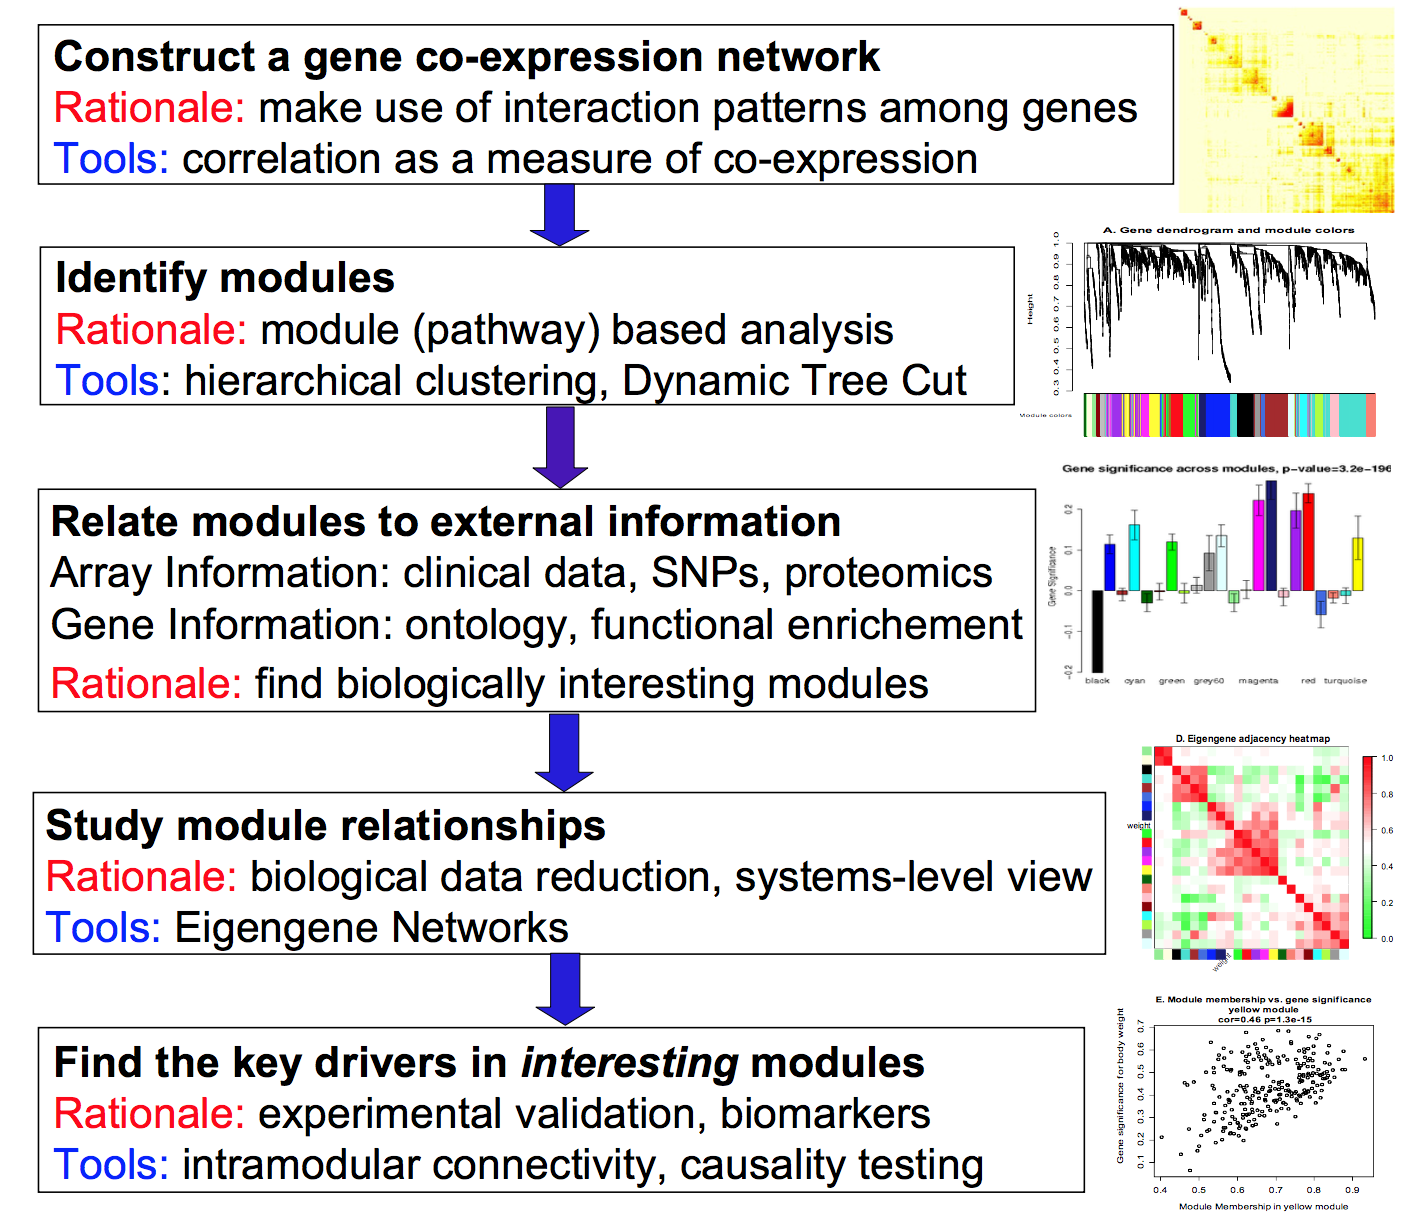 Construct a gene co-expression network
Rationale: make use of interaction patterns among genes
Tools: correlation as a measure of co-expression
A. Gene dendrogram and module colors
Height
1.0
0.9
0.8
0.7
0.6
0.5
0.4
0.3
Module colors
Identify modules
Rationale: module (pathway) based analysis
Tools: hierarchical clustering, Dynamic Tree Cut
Gene significance across modules, p-value=3.2e-196
Gene Significance
0.2
0.1
0.0
-0.1
-0.2
black cyan green grey60 magenta red turquoise
Relate modules to external information
Array Information: clinical data, SNPs, proteomics
Gene Information: ontology, functional enrichement
Rationale: find biologically interesting modules
D. Eigengene adjacency heatmap
weight
weight
1.0
0.8
0.6
0.4
0.2
0.0
Study module relationships
Rationale: biological data reduction, systems-level view
Tools: Eigengene Networks
E. Module membership vs. gene significance
yellow module
cor=0.46 p=1.3e-15
Gene significance for body weight
0.7
0.6
0.5
0.4
0.3
0.2
0.1
0.4 0.5 0.6 0.7 0.8 0.9
Module Membership in yellow module
Find the key drivers in interesting modules
Rationale: experimental validation, biomarkers
Tools: intramodular connectivity, causality testing